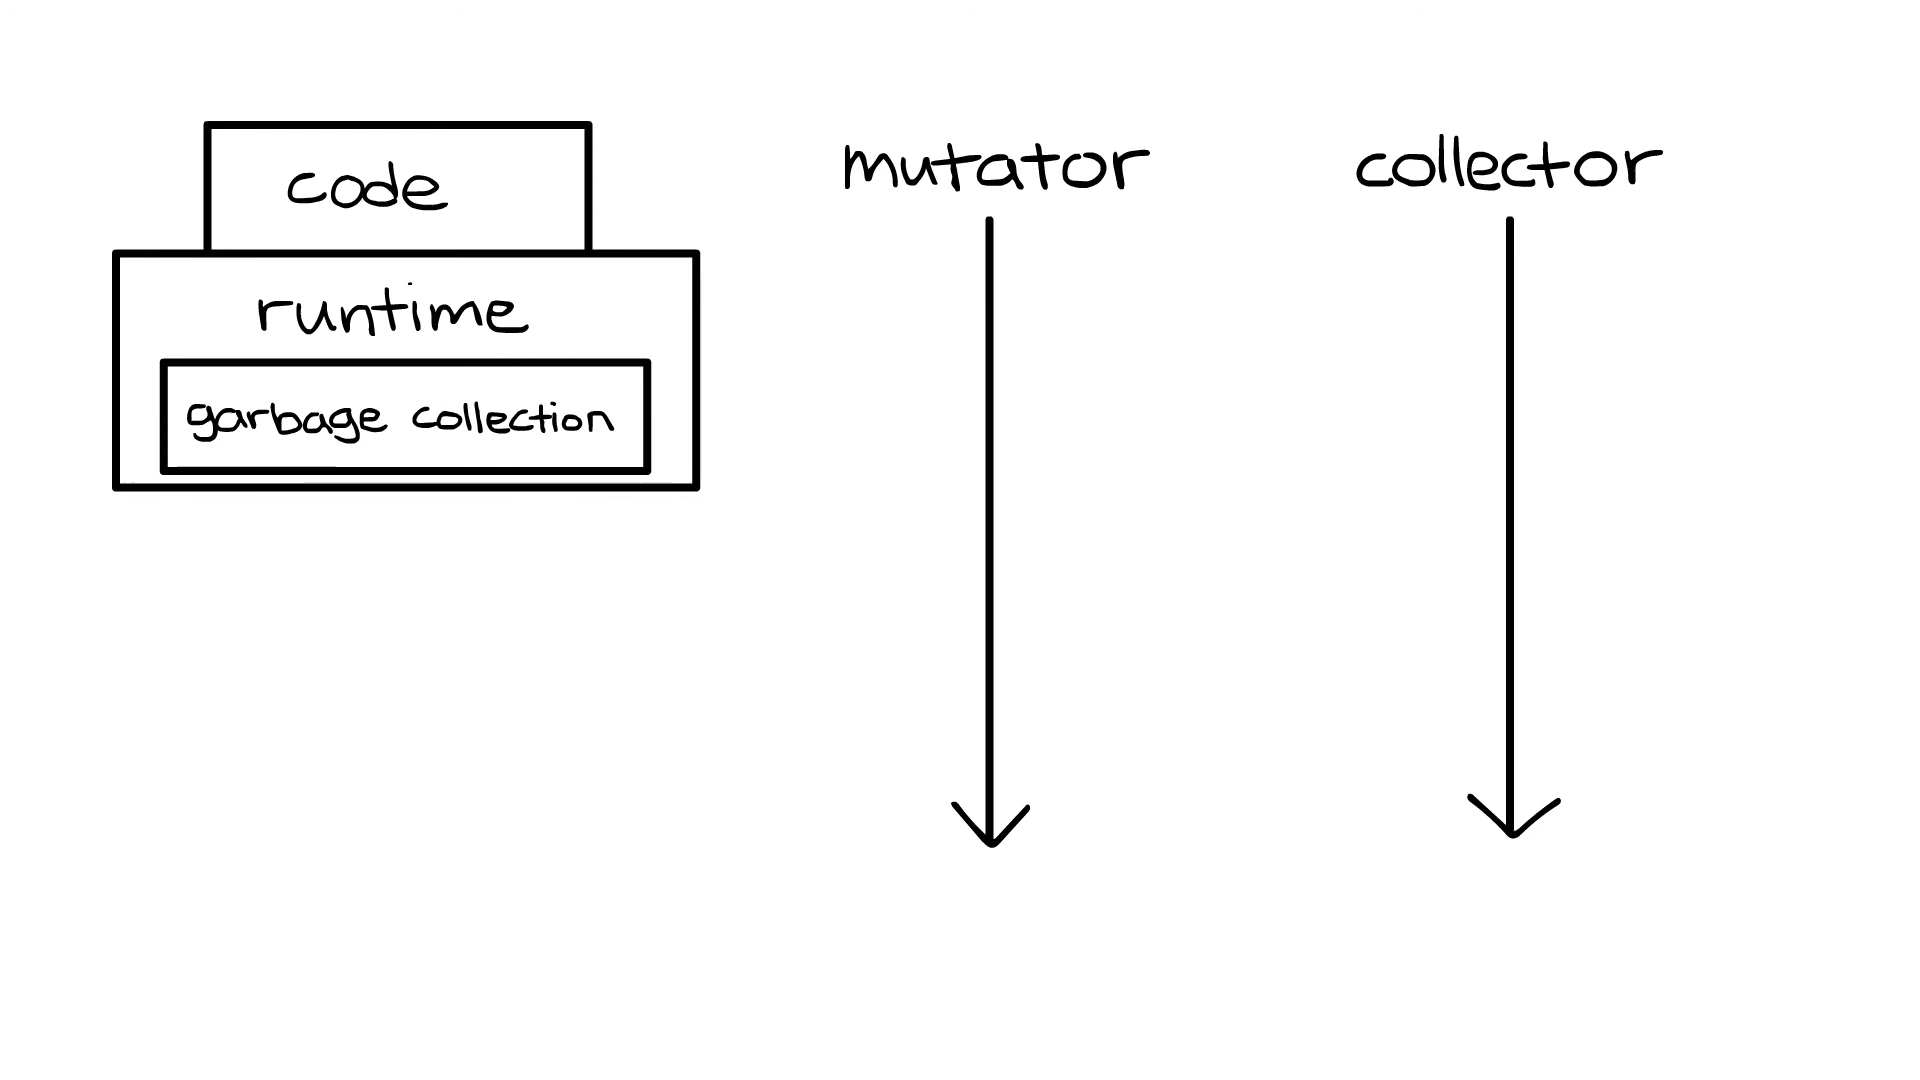 code
runtime
garbage collection
mutator
collector